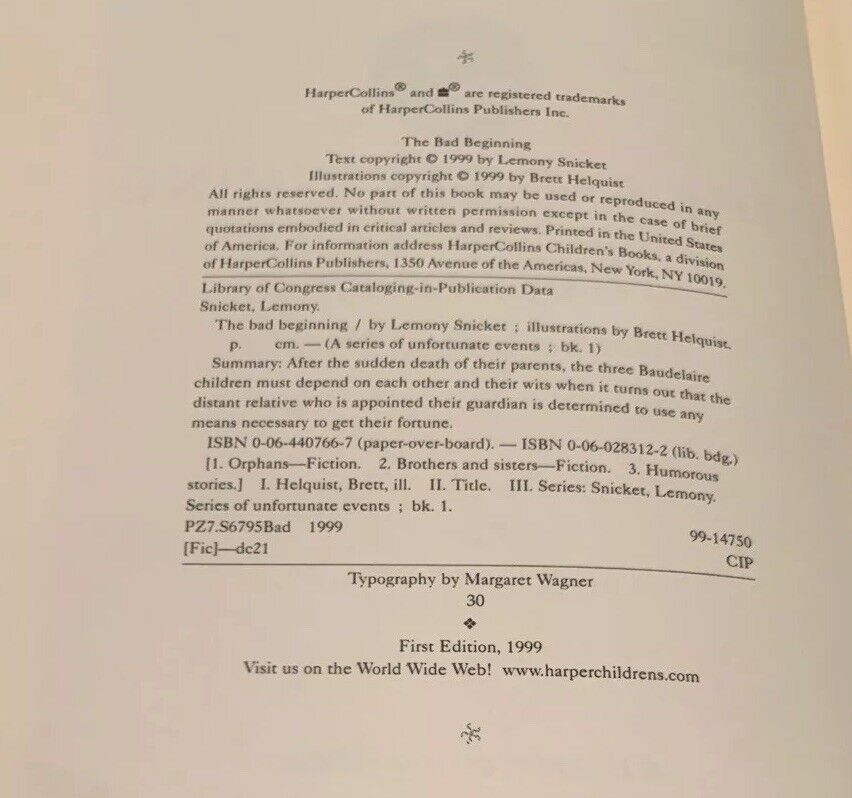 HarperCollins® and ® are registered trademarks
of HarperCollins Publishers Inc.
The Bad Beginning
Text copyright © 1999 by Lemony Snicket
Illustrations copyright © 1999 by Brett Helquist
All rights reserved. No part of this book may be used or reproduced in any
manner whatsoever without written permission except in the case of brief
quotations embodied in critical articles and reviews. Printed in the United States
of America. For information address HarperCollins Children's Books, a division
of HarperCollins Publishers, 1350 Avenue of the Americas, New York, NY 10019.
Library of Congress Cataloging-in-Publication Data
Snicket, Lemony.
The bad beginning / by Lemony Snicket ; illustrations by Brett Helquist.
p. cm. — (A series of unfortunate events ; bk. 1)
Summary: After the sudden death of their parents, the three Baudelaire
children must depend on each other and their wits when it turns out that the
distant relative who is appointed their guardian is determined to use any
means necessary to get their fortune.
ISBN 0-06-440766-7 (paper-over-board). — ISBN 0-06-028312-2 (lib. bdg.)
[1. Orphans—Fiction. 2. Brothers and sisters—Fiction. 3. Humorous
stories.] I. Helquist, Brett, ill. II. Title. III. Series: Snicket, Lemony.
Series of unfortunate events ; bk. 1.
PZ7.S6795Bad 1999
99-14750
[Fic]—dc21
CIP
Typography by Margaret Wagner
30
❖
First Edition, 1999
Visit us on the World Wide Web! www.harperchildrens.com